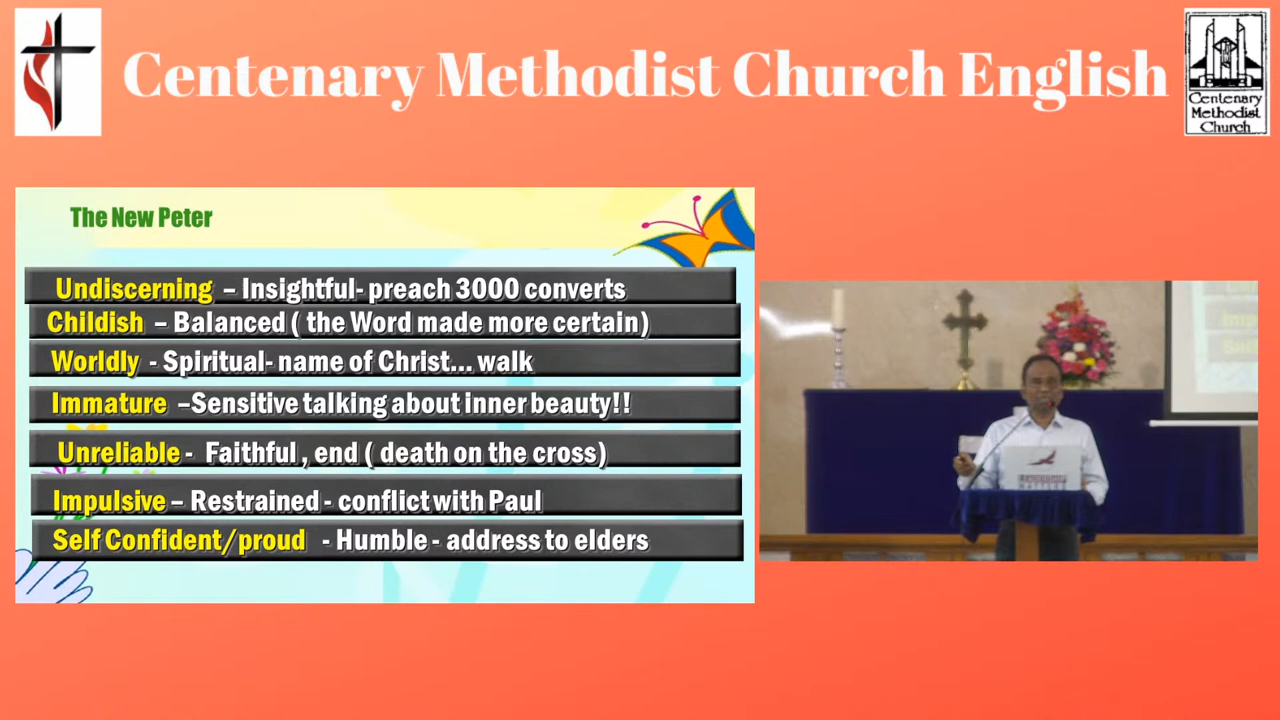 Centenary Methodist Church English
Centenary
Methodist
Church
The New Peter
Undiscerning – Insightful- preach 3000 converts
Childish – Balanced ( the Word made more certain)
Worldly - Spiritual- name of Christ... walk
Immature –Sensitive talking about inner beauty!!
Unreliable - Faithful , end ( death on the cross)
Impulsive – Restrained - conflict with Paul
Self Confident/proud - Humble - address to elders